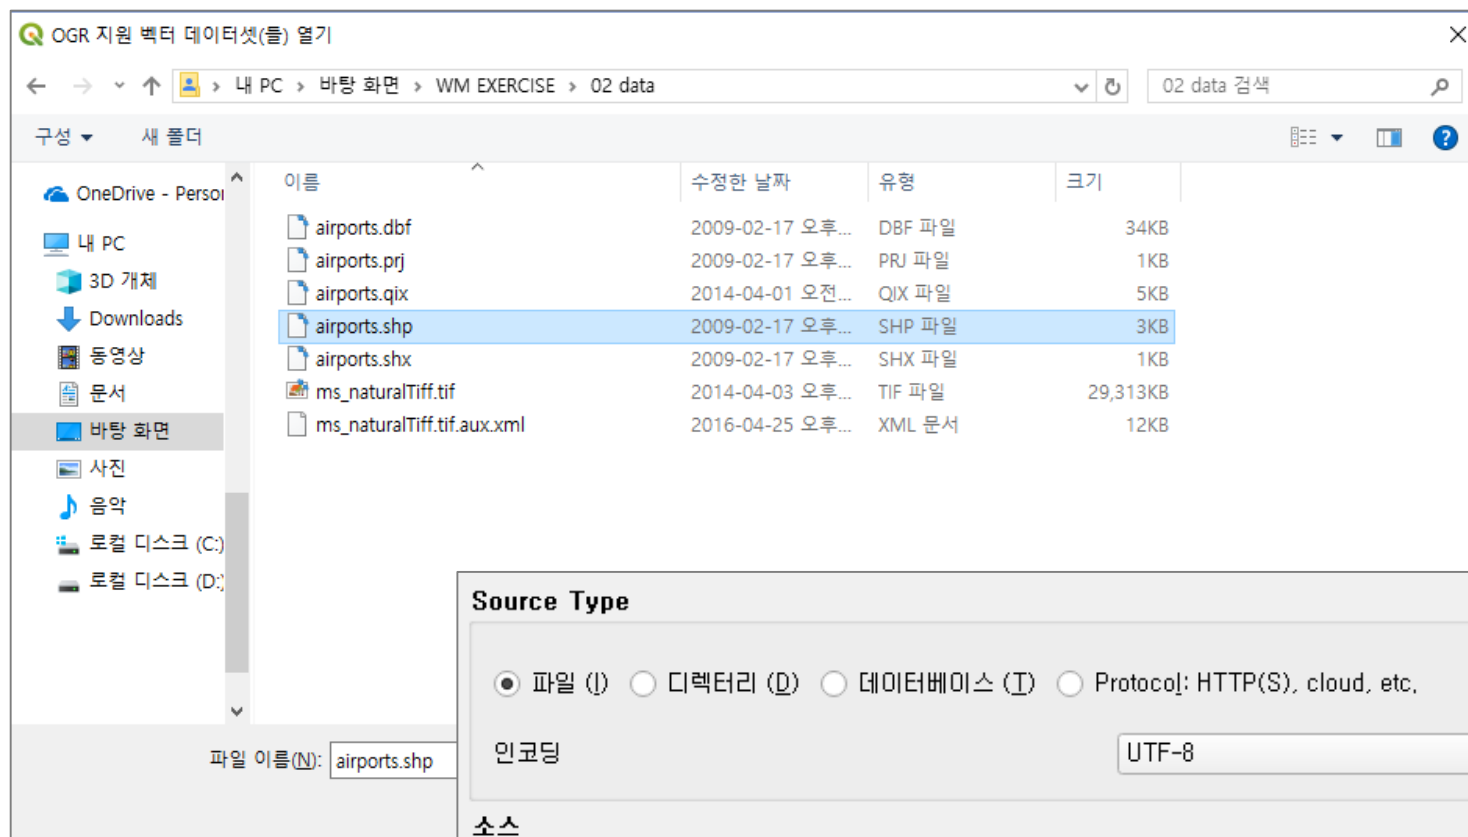 OGR 지원 벡터 데이터셋(들) 열기
내 PC > 바탕 화면 > WM EXERCISE > 02 data
02 data 검색
구성
새 폴더
OneDrive - Persor
내 PC
3D 개체
Downloads
동영상
문서
바탕 화면
사진
음악
로컬 디스크 (C:)
로컬 디스크 (D:)
이름 수정한 날짜 유형 크기
airports.dbf 2009-02-17 오후... DBF 파일 34KB
airports.prj 2009-02-17 오후... PRJ 파일 1KB
airports.qix 2014-04-01 오전... QIX 파일 5KB
airports.shp 2009-02-17 오후... SHP 파일 3KB
airports.shx 2009-02-17 오후... SHX 파일 1KB
ms_naturalTiff.tif 2014-04-03 오후... TIF 파일 29,313KB
ms_naturalTiff.tif.aux.xml 2016-04-25 오후... XML 문서 12KB
파일 이름(N): airports.shp
Source Type
파일 (I) 디렉터리 (D) 데이터베이스 (T) Protocol: HTTP(S), cloud, etc.
인코딩 UTF-8
소스